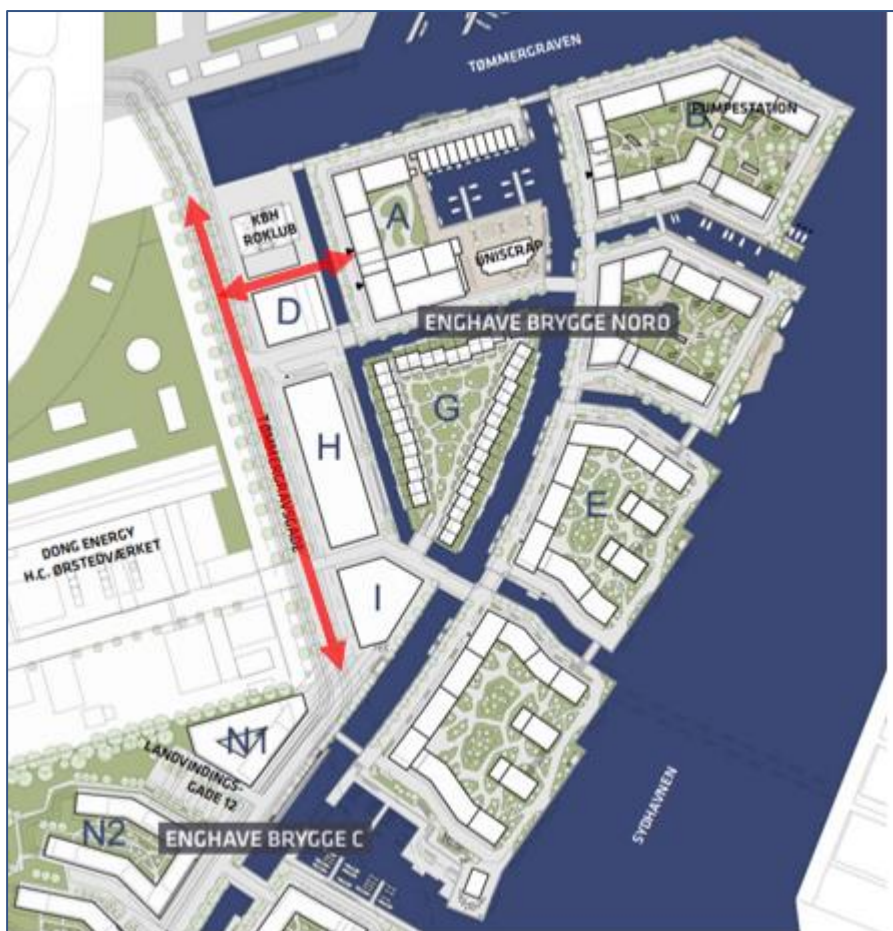 TØMMERGRAVEN
PUMPESTATION
B
KBH
ROKLUB
A
UNISCRAP
D
ENGHAVE BRYGGE NORD
G
TØMMERGRAVSGADE
H
E
DONG ENERGY
H.C. ØRSTEDVÆRKET
I
N1
LANDVINDINGS-
GADE 12
N2
ENGHAVE BRYGGE C
SYDHAVNEN